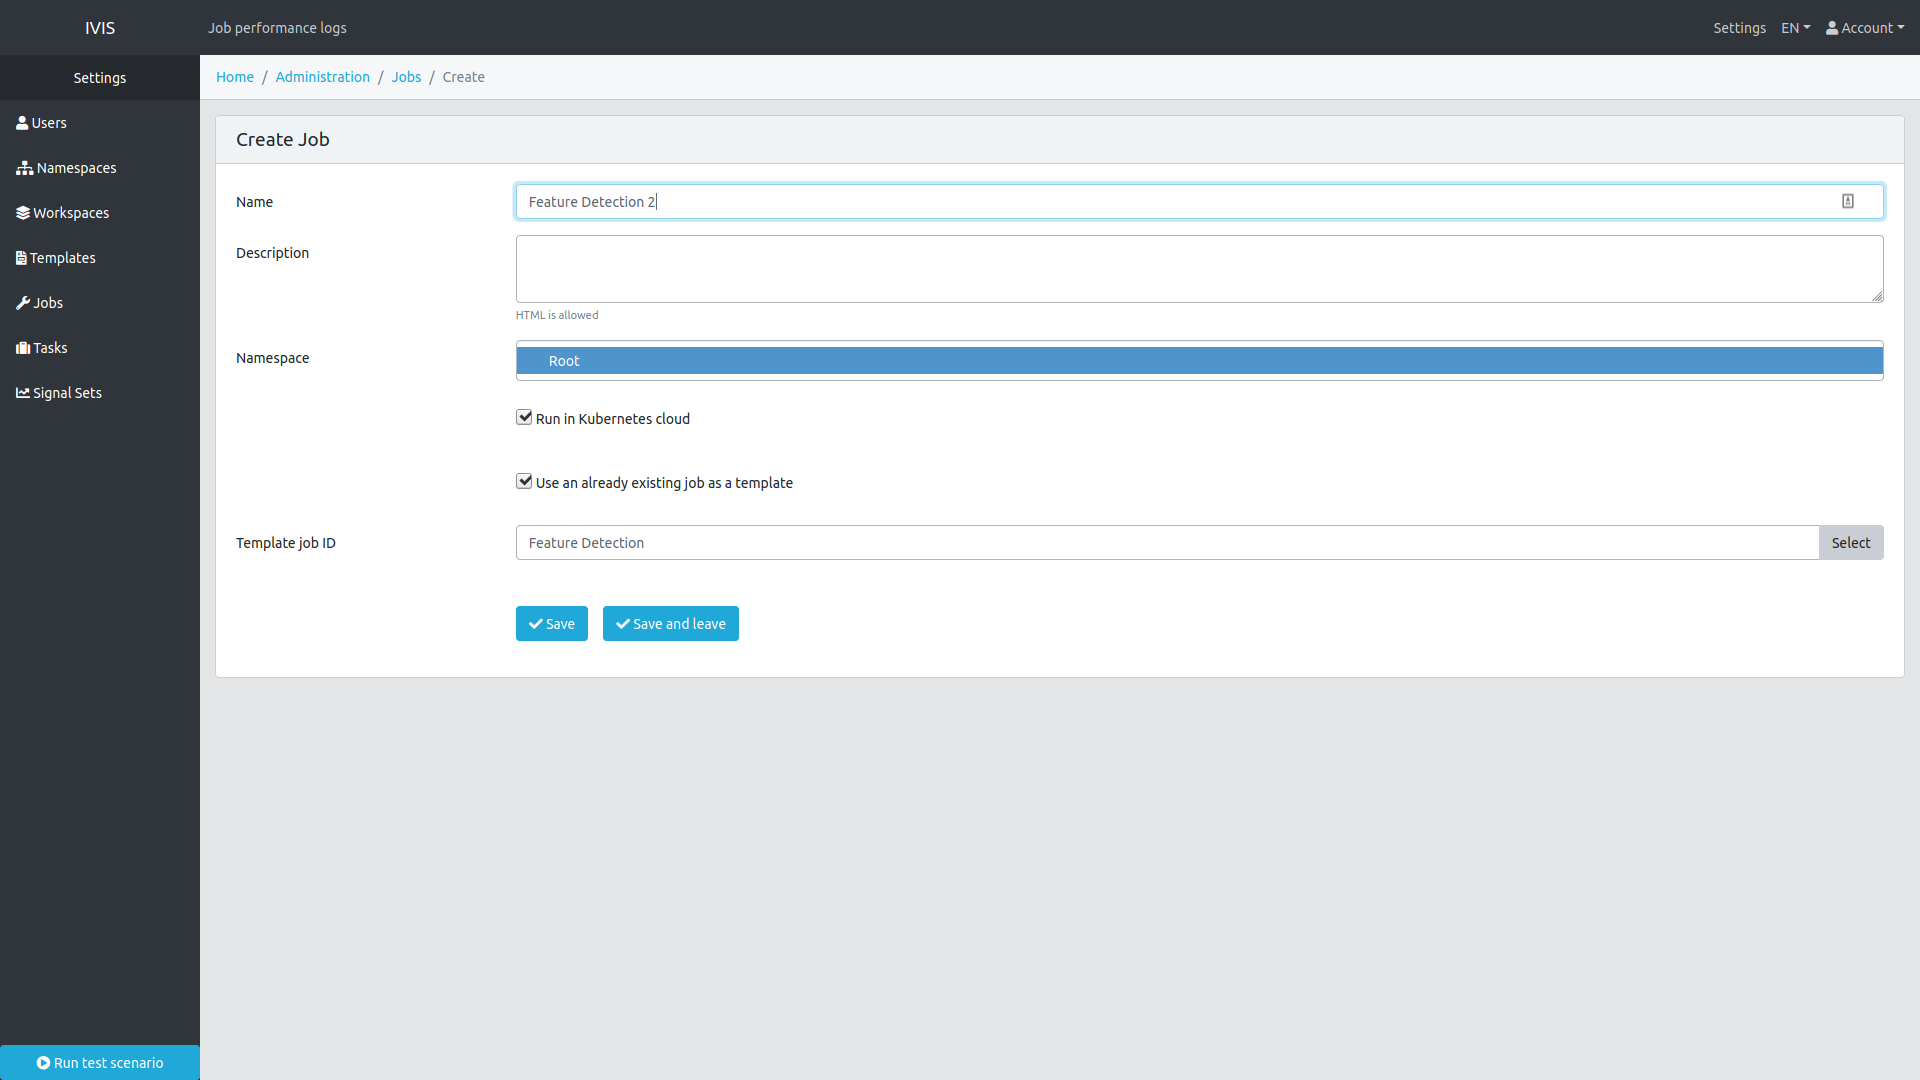 IVIS
Job performance logs
Settings EN Account
Settings
Home / Administration / Jobs / Create
Users
Namespaces
Workspaces
Templates
Jobs
Tasks
Signal Sets
Create Job
Name
Feature Detection 2
Description
HTML is allowed
Namespace
Root
Run in Kubernetes cloud
Use an already existing job as a template
Template job ID
Feature Detection
Select
Save
Save and leave
Run test scenario